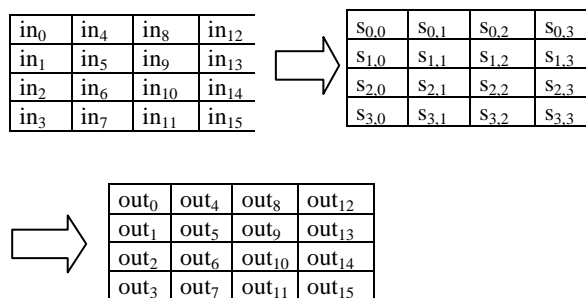 in₀ in₄ in₈ in₁₂
in₁ in₅ in₉ in₁₃
in₂ in₆ in₁₀ in₁₄
in₃ in₇ in₁₁ in₁₅
s₀,₀ s₀,₁ s₀,₂ s₀,₃
s₁,₀ s₁,₁ s₁,₂ s₁,₃
s₂,₀ s₂,₁ s₂,₂ s₂,₃
s₃,₀ s₃,₁ s₃,₂ s₃,₃
out₀ out₄ out₈ out₁₂
out₁ out₅ out₉ out₁₃
out₂ out₆ out₁₀ out₁₄
out₃ out₇ out₁₁ out₁₅